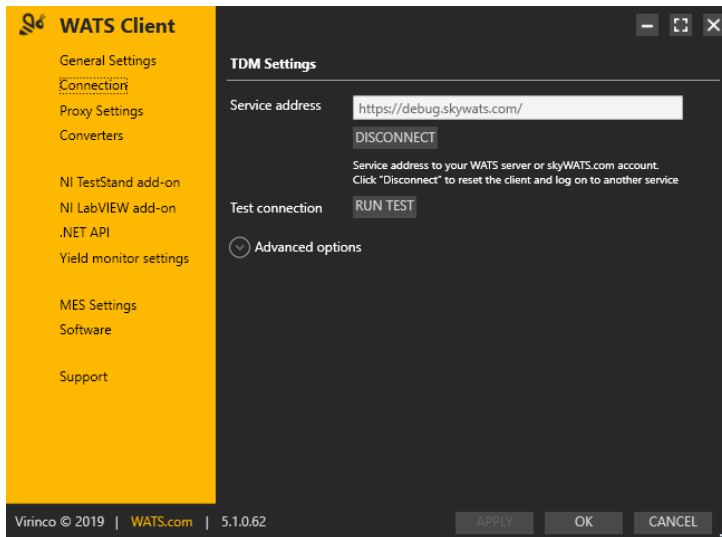 WATS Client
General Settings
Connection
Proxy Settings
Converters
NI TestStand add-on
NI LabVIEW add-on
.NET API
Yield monitor settings
MES Settings
Software
Support
TDM Settings
Service address
https://debug.skywats.com/
DISCONNECT
Service address to your WATS server or skyWATS.com account.
Click "Disconnect" to reset the client and log on to another service
Test connection
RUN TEST
Advanced options
Virinco © 2019 | WATS.com | 5.1.0.62
APPLY
OK
CANCEL